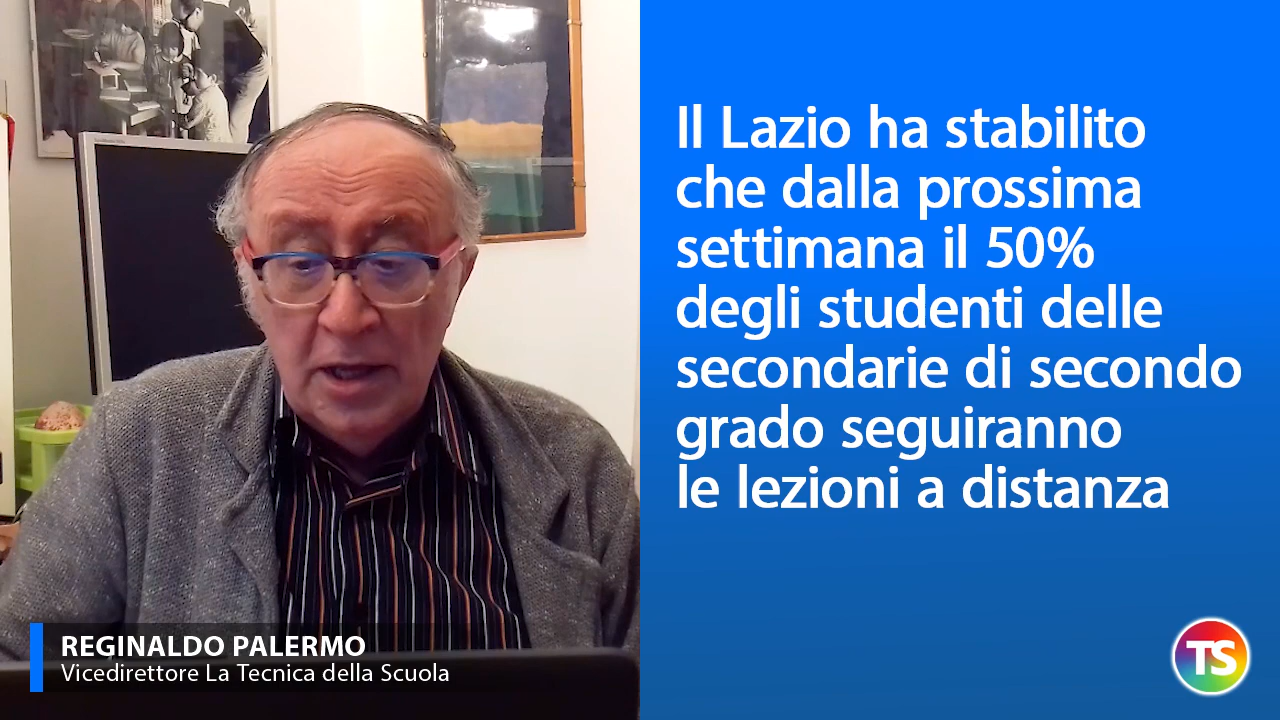 Il Lazio ha stabilito
che dalla prossima
settimana il 50%
degli studenti delle
secondarie di secondo
grado seguiranno
le lezioni a distanza
REGINALDO PALERMO
Vicedirettore La Tecnica della Scuola
TS